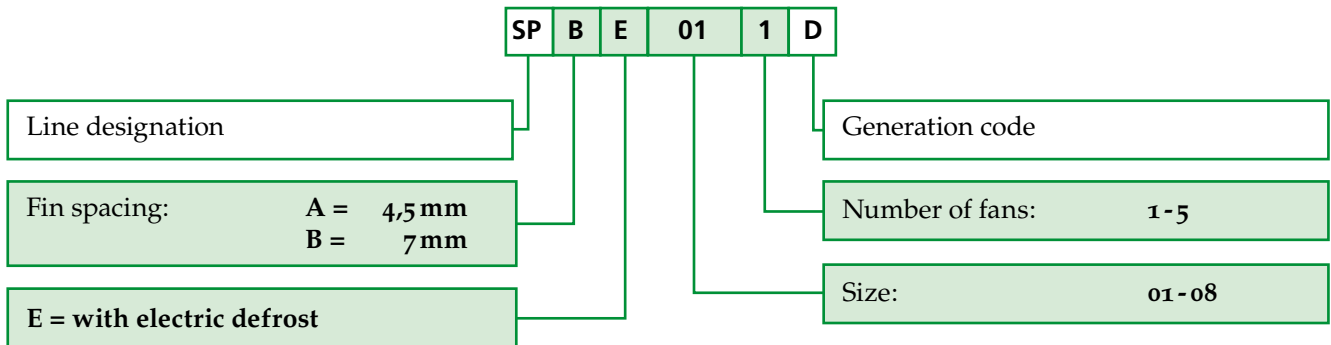 SP B E 01 1 D
Line designation
Generation code
Fin spacing: A = 4,5 mm
B = 7 mm
Number of fans: 1-5
E = with electric defrost
Size: 01-08